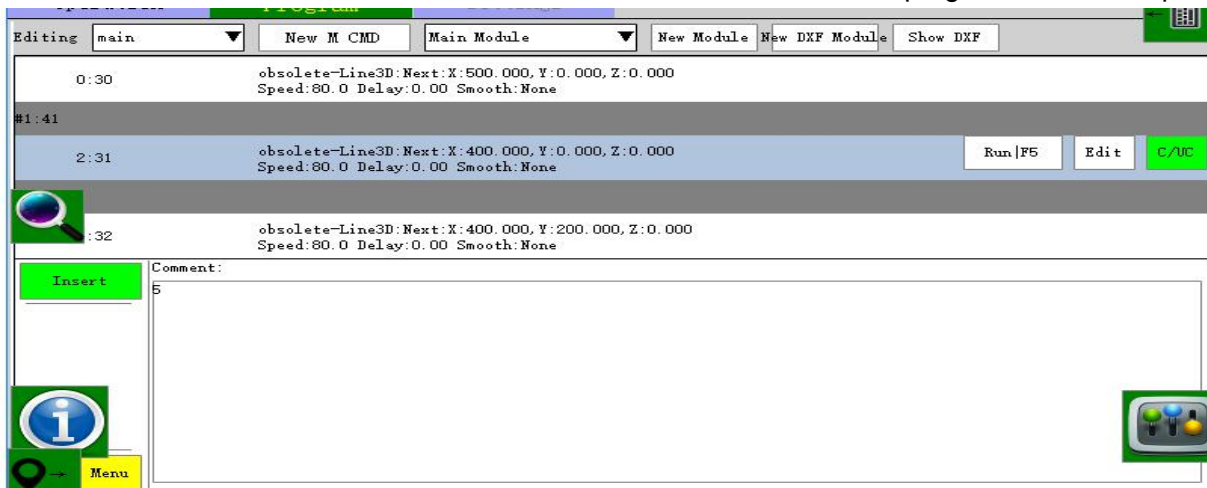 Program
Editing main New M CMD Main Module New Module New DXF Module Show DXF
0:30 obsolete-Line3D:Next:X:500.000,Y:0.000,Z:0.000
Speed:80.0 Delay:0.00 Smooth:None
#1:41
2:31 obsolete-Line3D:Next:X:400.000,Y:0.000,Z:0.000 Run|F5 Edit C/UC
Speed:80.0 Delay:0.00 Smooth:None
:32 obsolete-Line3D:Next:X:400.000,Y:200.000,Z:0.000
Speed:80.0 Delay:0.00 Smooth:None
Insert Comment:
5
Menu